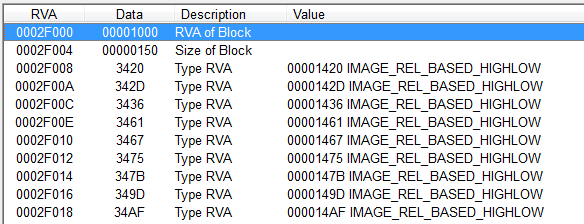 RVA Data Description Value
0002F000 00001000 RVA of Block
0002F004 00000150 Size of Block
0002F008 3420 Type RVA 00001420 IMAGE_REL_BASED_HIGHLOW
0002F00A 342D Type RVA 0000142D IMAGE_REL_BASED_HIGHLOW
0002F00C 3436 Type RVA 00001436 IMAGE_REL_BASED_HIGHLOW
0002F00E 3461 Type RVA 00001461 IMAGE_REL_BASED_HIGHLOW
0002F010 3467 Type RVA 00001467 IMAGE_REL_BASED_HIGHLOW
0002F012 3475 Type RVA 00001475 IMAGE_REL_BASED_HIGHLOW
0002F014 347B Type RVA 0000147B IMAGE_REL_BASED_HIGHLOW
0002F016 349D Type RVA 0000149D IMAGE_REL_BASED_HIGHLOW
0002F018 34AF Type RVA 000014AF IMAGE_REL_BASED_HIGHLOW